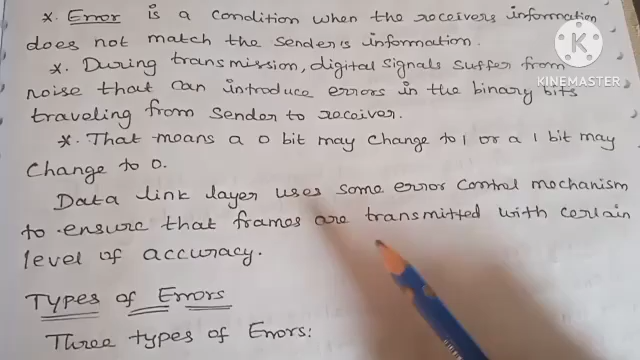 * Error is a condition when the receivers information
does not match the sender's information.
* During transmission, digital signals suffer from
noise that can introduce errors in the binary bits
traveling from sender to receiver.
* That means a 0 bit may change to 1 or a 1 bit may
change to 0.
Data link layer uses some error control mechanism
to ensure that frames are transmitted with certain
level of accuracy.
Types of Errors
Three types of Errors:
K
KINEMASTER